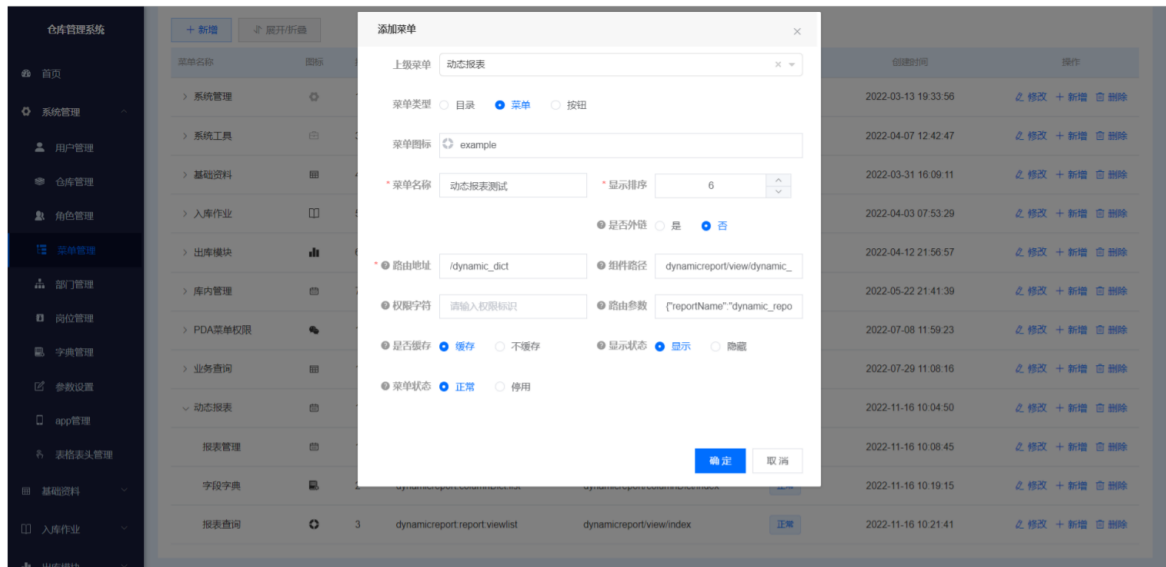 仓库管理系统
首页
系统管理
用户管理
仓库管理
角色管理
菜单管理
部门管理
岗位管理
字典管理
参数设置
app管理
表格表头管理
基础资料
入库作业
+ 新增
展开/折叠
菜单名称 图标 创建时间 操作
系统管理 2022-03-13 19:33:56 修改 + 新增 删除
系统工具 2022-04-07 12:42:47 修改 + 新增 删除
基础资料 2022-03-31 16:09:11 修改 + 新增 删除
入库作业 2022-04-03 07:53:29 修改 + 新增 删除
出库模块 2022-04-12 21:56:57 修改 + 新增 删除
库内管理 2022-05-22 21:41:39 修改 + 新增 删除
PDA菜单权限 2022-07-08 11:59:23 修改 + 新增 删除
业务查询 2022-07-29 11:08:16 修改 + 新增 删除
动态报表 2022-11-16 10:04:50 修改 + 新增 删除
报表管理 2022-11-16 10:08:45 修改 + 新增 删除
字段字典 2022-11-16 10:19:15 修改 + 新增 删除
报表查询 3 dynamicreport:report:viewlist dynamicreport/view/index 正常 2022-11-16 10:21:41 修改 + 新增 删除
添加菜单
上级菜单 动态报表
菜单类型 目录 菜单 按钮
菜单图标 example
* 菜单名称 动态报表测试 * 显示排序 6
是否外链 是 否
* 路由地址 /dynamic_dict 组件路径 dynamicreport/view/dynamic_
权限字符 请输入权限标识 路由参数 {"reportName":"dynamic_repo
是否缓存 缓存 不缓存 显示状态 显示 隐藏
菜单状态 正常 停用
确 定 取 消